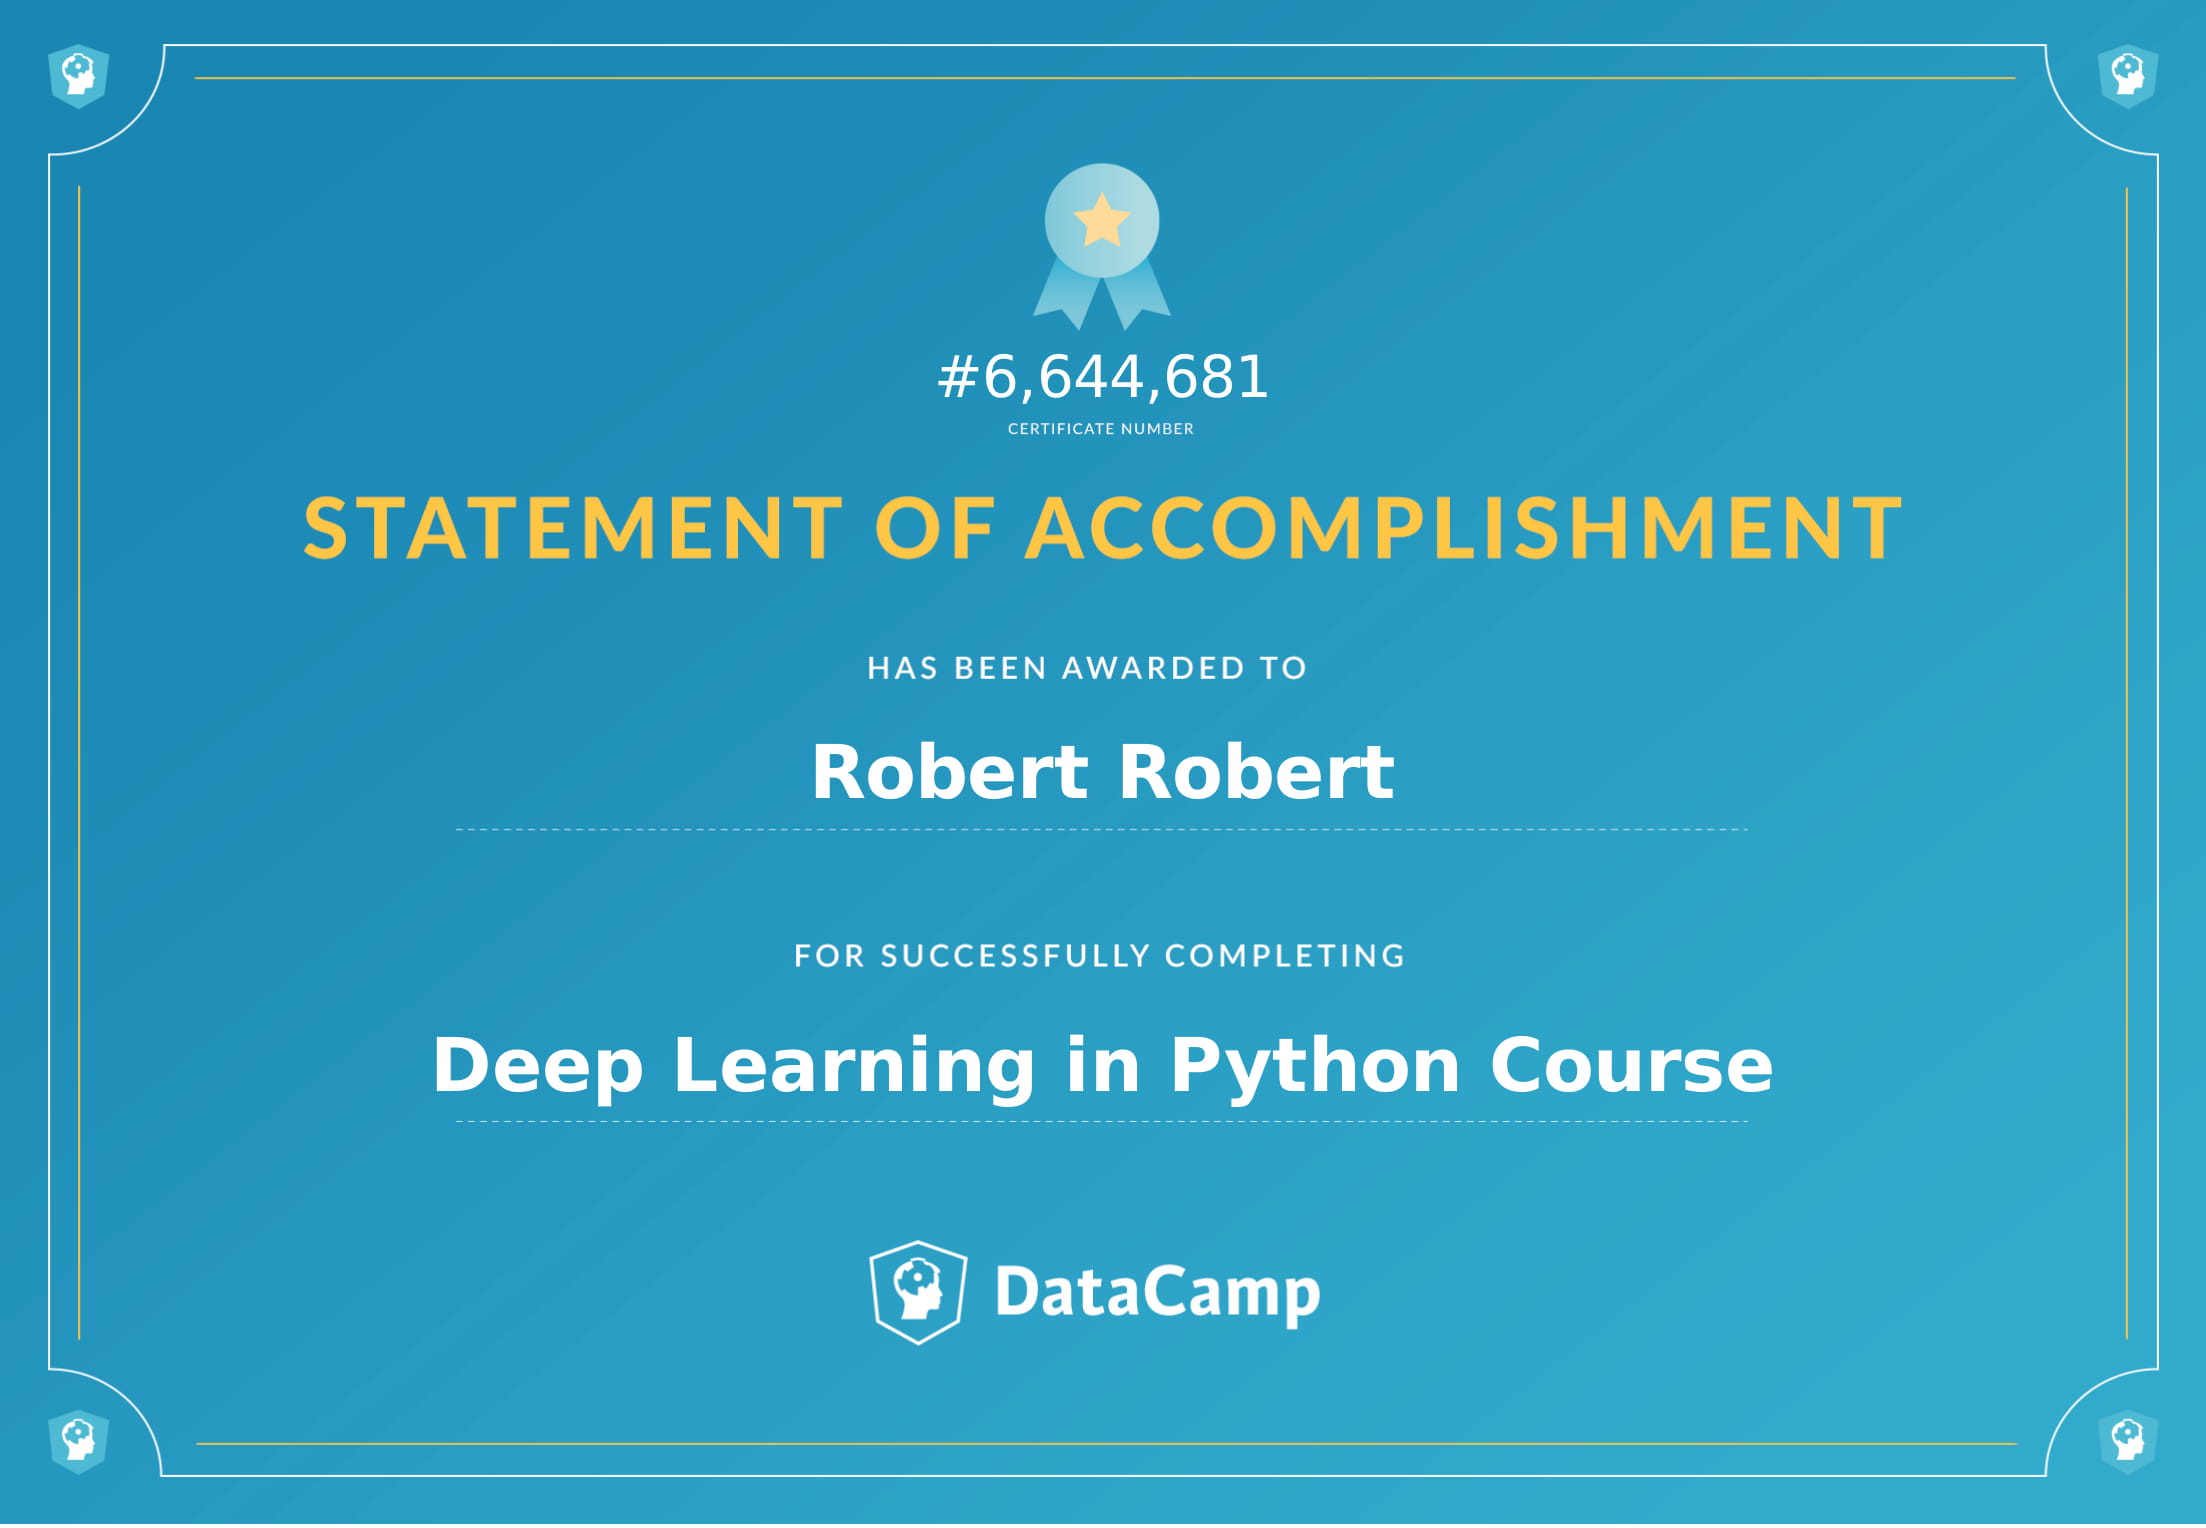 #6,644,681
CERTIFICATE NUMBER
STATEMENT OF ACCOMPLISHMENT
HAS BEEN AWARDED TO
Robert Robert
FOR SUCCESSFULLY COMPLETING
Deep Learning in Python Course
DataCamp